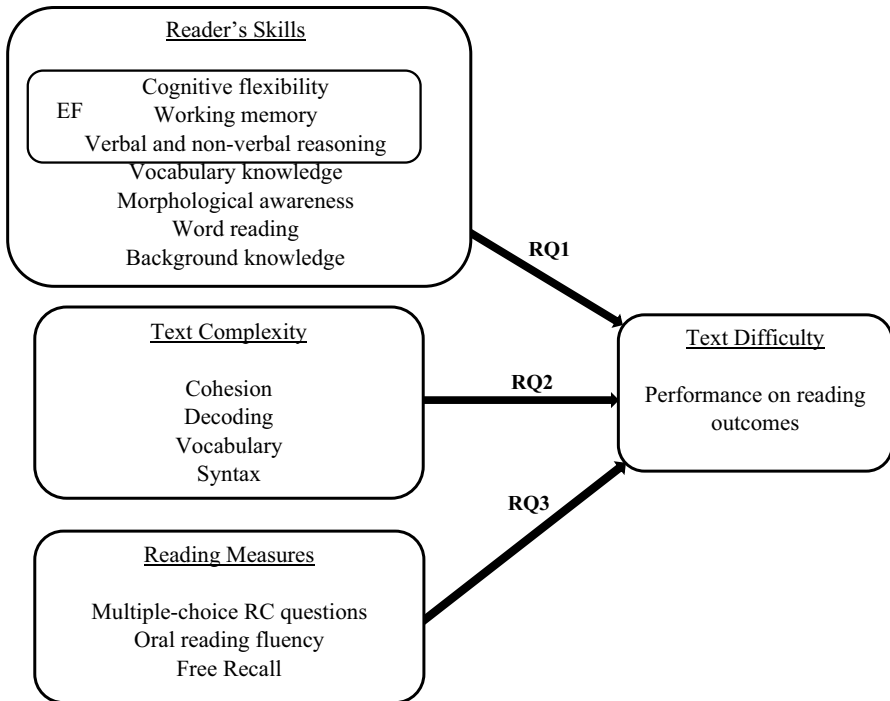 Reader's Skills
EF
Cognitive flexibility
Working memory
Verbal and non-verbal reasoning
Vocabulary knowledge
Morphological awareness
Word reading
Background knowledge
RQ1
Text Complexity
Cohesion
Decoding
Vocabulary
Syntax
RQ2
Text Difficulty
Performance on reading
outcomes
RQ3
Reading Measures
Multiple-choice RC questions
Oral reading fluency
Free Recall